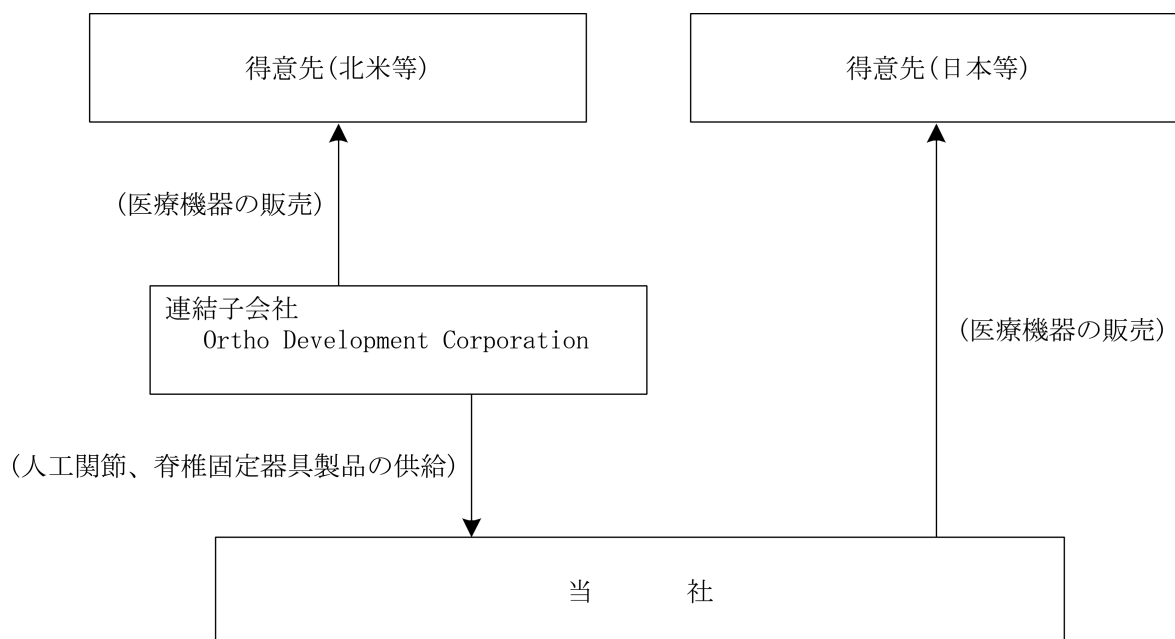 得意先(北米等)
得意先(日本等)
(医療機器の販売)
連結子会社
Ortho Development Corporation
(医療機器の販売)
(人工関節、脊椎固定器具製品の供給)
当　　　社